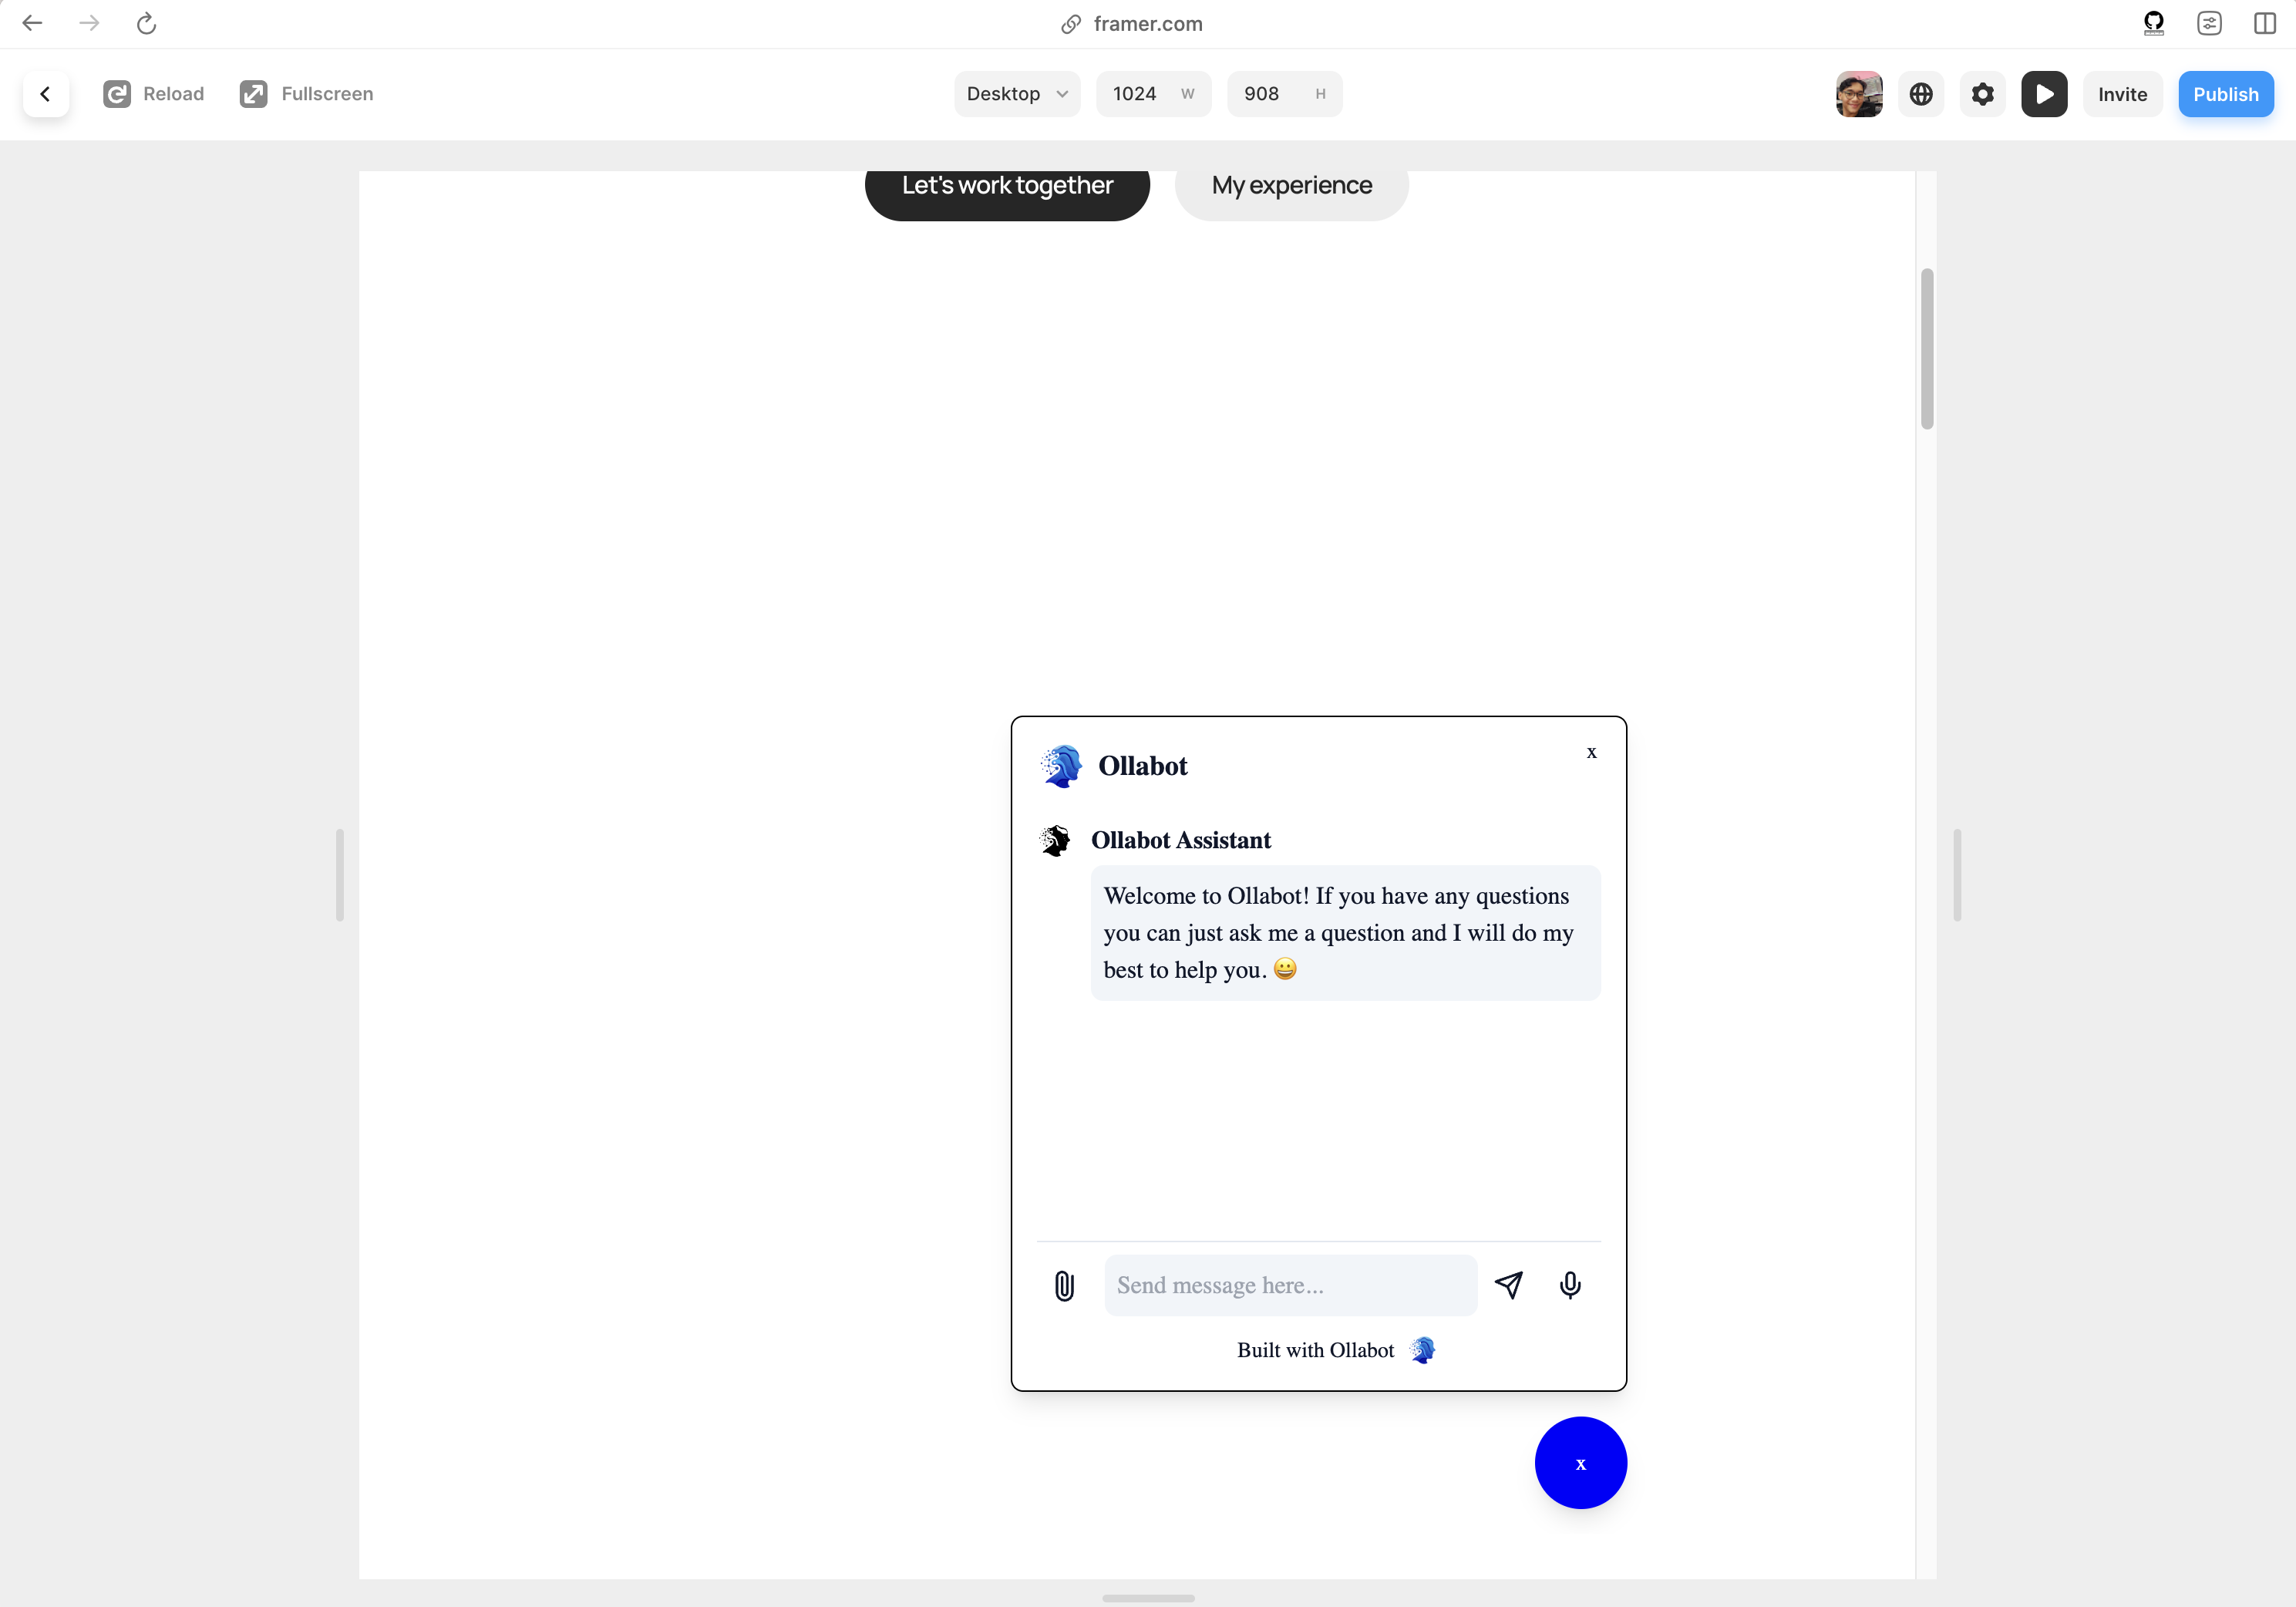 framer.com
Reload
Fullscreen
Desktop
1024 W
908 H
Invite
Publish
Let's work together
My experience
Ollabot
x
Ollabot Assistant
Welcome to Ollabot! If you have any questions
you can just ask me a question and I will do my
best to help you. 😀
Send message here...
Built with Ollabot
x